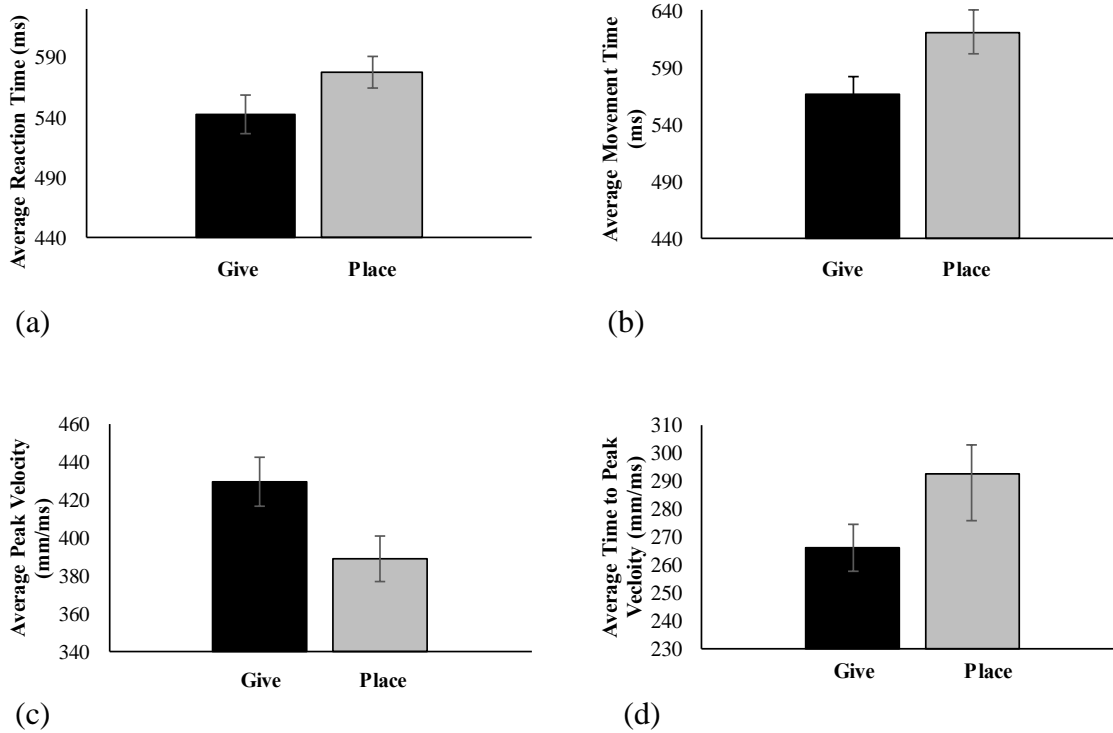 Average Reaction Time (ms)
590
540
490
440
Give Place
(a)
Average Movement Time
(ms)
640
590
540
490
440
Give Place
(b)
Average Peak Velocity
(mm/ms)
460
440
420
400
380
360
340
Give Place
(c)
Average Time to Peak
Vecloity (mm/ms)
310
300
290
280
270
260
250
240
230
Give Place
(d)